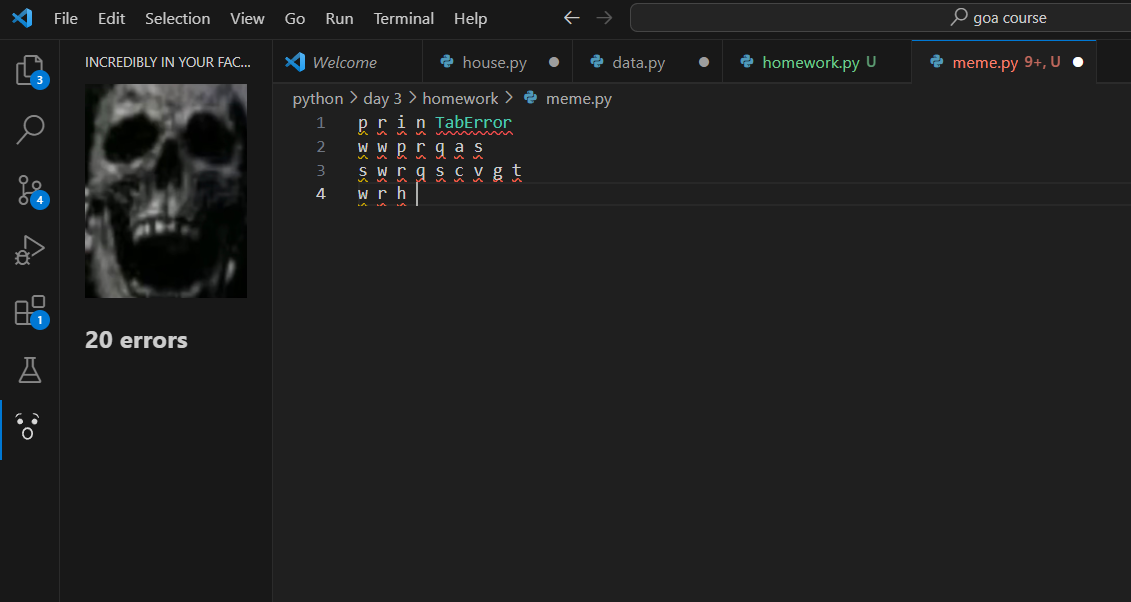 File Edit Selection View Go Run Terminal Help
goa course
INCREDIBLY IN YOUR FAC...
Welcome
house.py
data.py
homework.py U
meme.py 9+, U
python > day 3 > homework > meme.py
3
4
1
20 errors
1 p r i n TabError
2 w w p r q a s
3 s w r q s c v g t
4 w r h